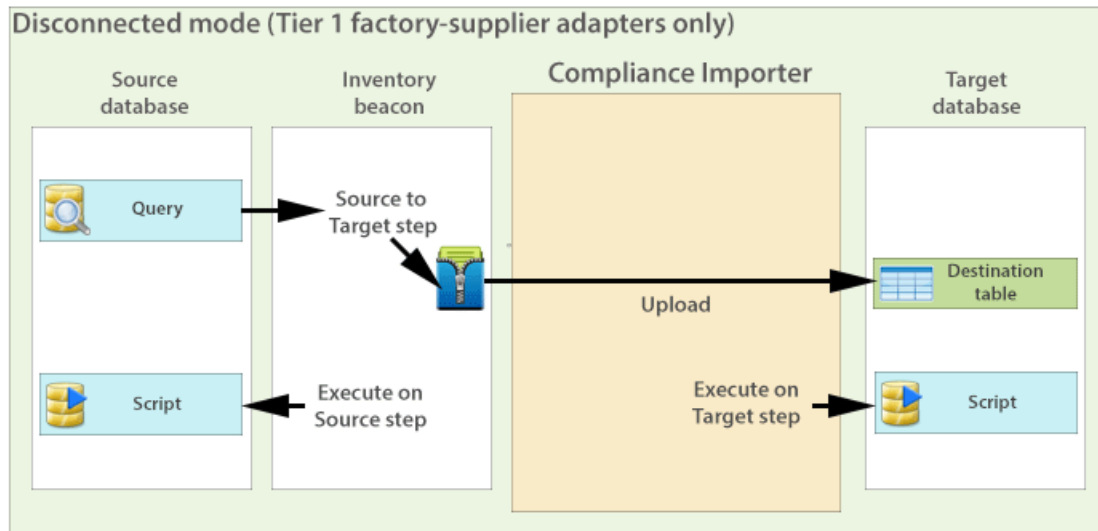 Disconnected mode (Tier 1 factory-supplier adapters only)
Source
database
Inventory
beacon
Compliance Importer
Target
database
Query
Source to
Target step
Destination
table
Upload
Script
Execute on
Source step
Execute on
Target step
Script